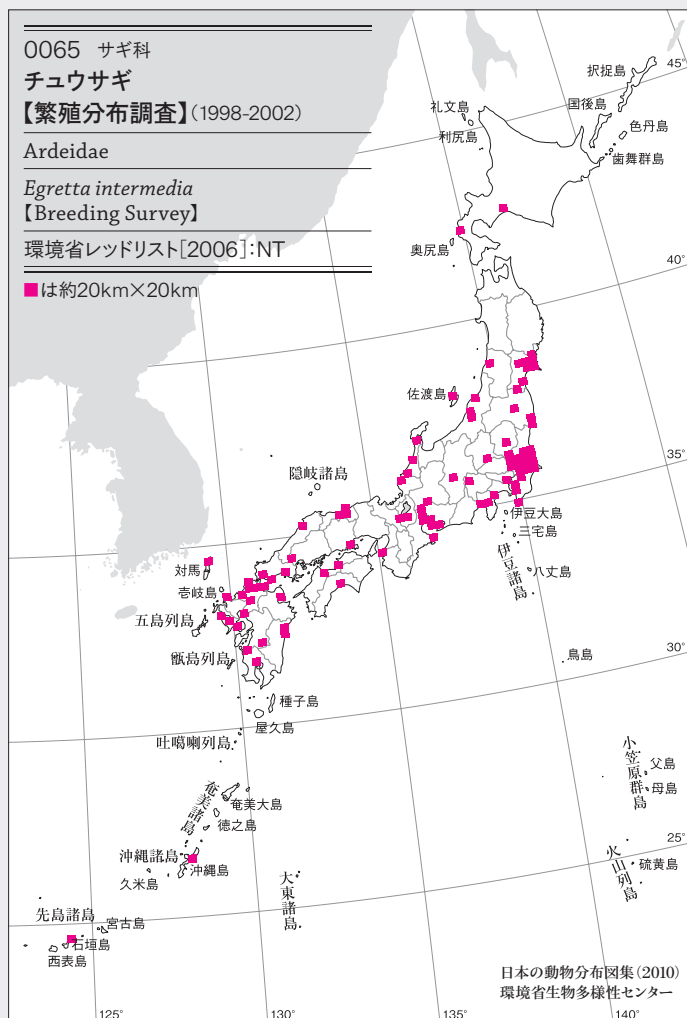 0065 サギ科
チュウサギ
【繁殖分布調査】(1998-2002)
Ardeidae
Egretta intermedia
【Breeding Survey】
環境省レッドリスト[2006]:NT
■は約20km×20km
択捉島
45°
礼文島
国後島
利尻島
色丹島
歯舞群島
奥尻島
40°
佐渡島
35°
隠岐諸島
伊豆大島
三宅島
伊豆諸島
八丈島
対馬
壱岐島
五島列島
甑島列島
鳥島
30°
種子島
屋久島
吐噶喇列島
小笠原群島
父島
母島
奄美諸島
奄美大島
徳之島
25°
沖縄諸島
沖縄島
久米島
大東諸島
火山列島
硫黄島
先島諸島
宮古島
石垣島
西表島
日本の動物分布図集(2010)
環境省生物多様性センター
125°
130°
135°
140°